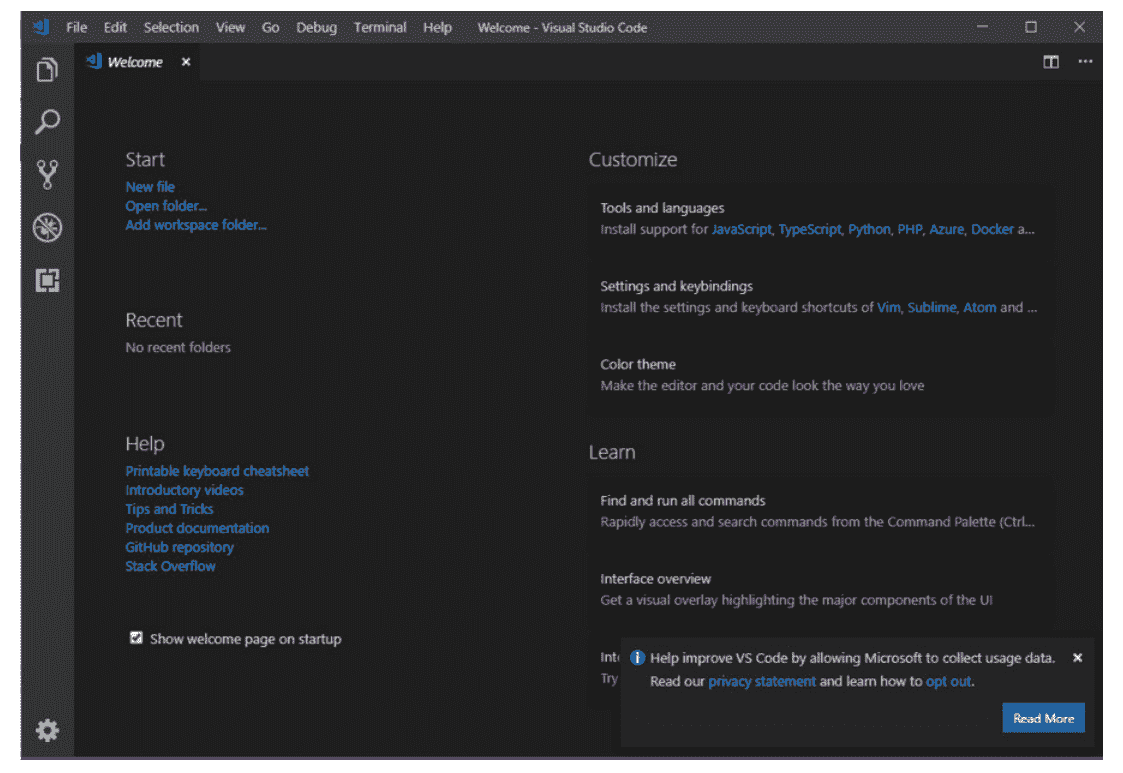 File Edit Selection View Go Debug Terminal Help Welcome - Visual Studio Code
Welcome
Start
New file
Open folder...
Add workspace folder...
Recent
No recent folders
Help
Printable keyboard cheatsheet
Introductory videos
Tips and Tricks
Product documentation
GitHub repository
Stack Overflow
Show welcome page on startup
Customize
Tools and languages
Install support for JavaScript, TypeScript, Python, PHP, Azure, Docker a...
Settings and keybindings
Install the settings and keyboard shortcuts of Vim, Sublime, Atom and ...
Color theme
Make the editor and your code look the way you love
Learn
Find and run all commands
Rapidly access and search commands from the Command Palette (Ctrl...
Interface overview
Get a visual overlay highlighting the major components of the UI
Try
Help improve VS Code by allowing Microsoft to collect usage data.
Read our privacy statement and learn how to opt out.
Read More